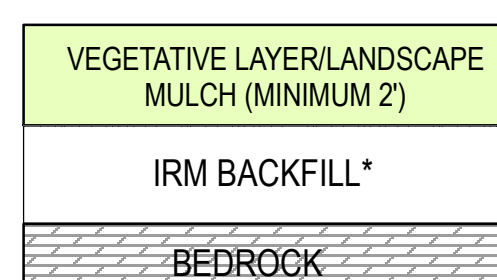 VEGETATIVE LAYER/LANDSCAPE
MULCH (MINIMUM 2')
IRM BACKFILL*
BEDROCK